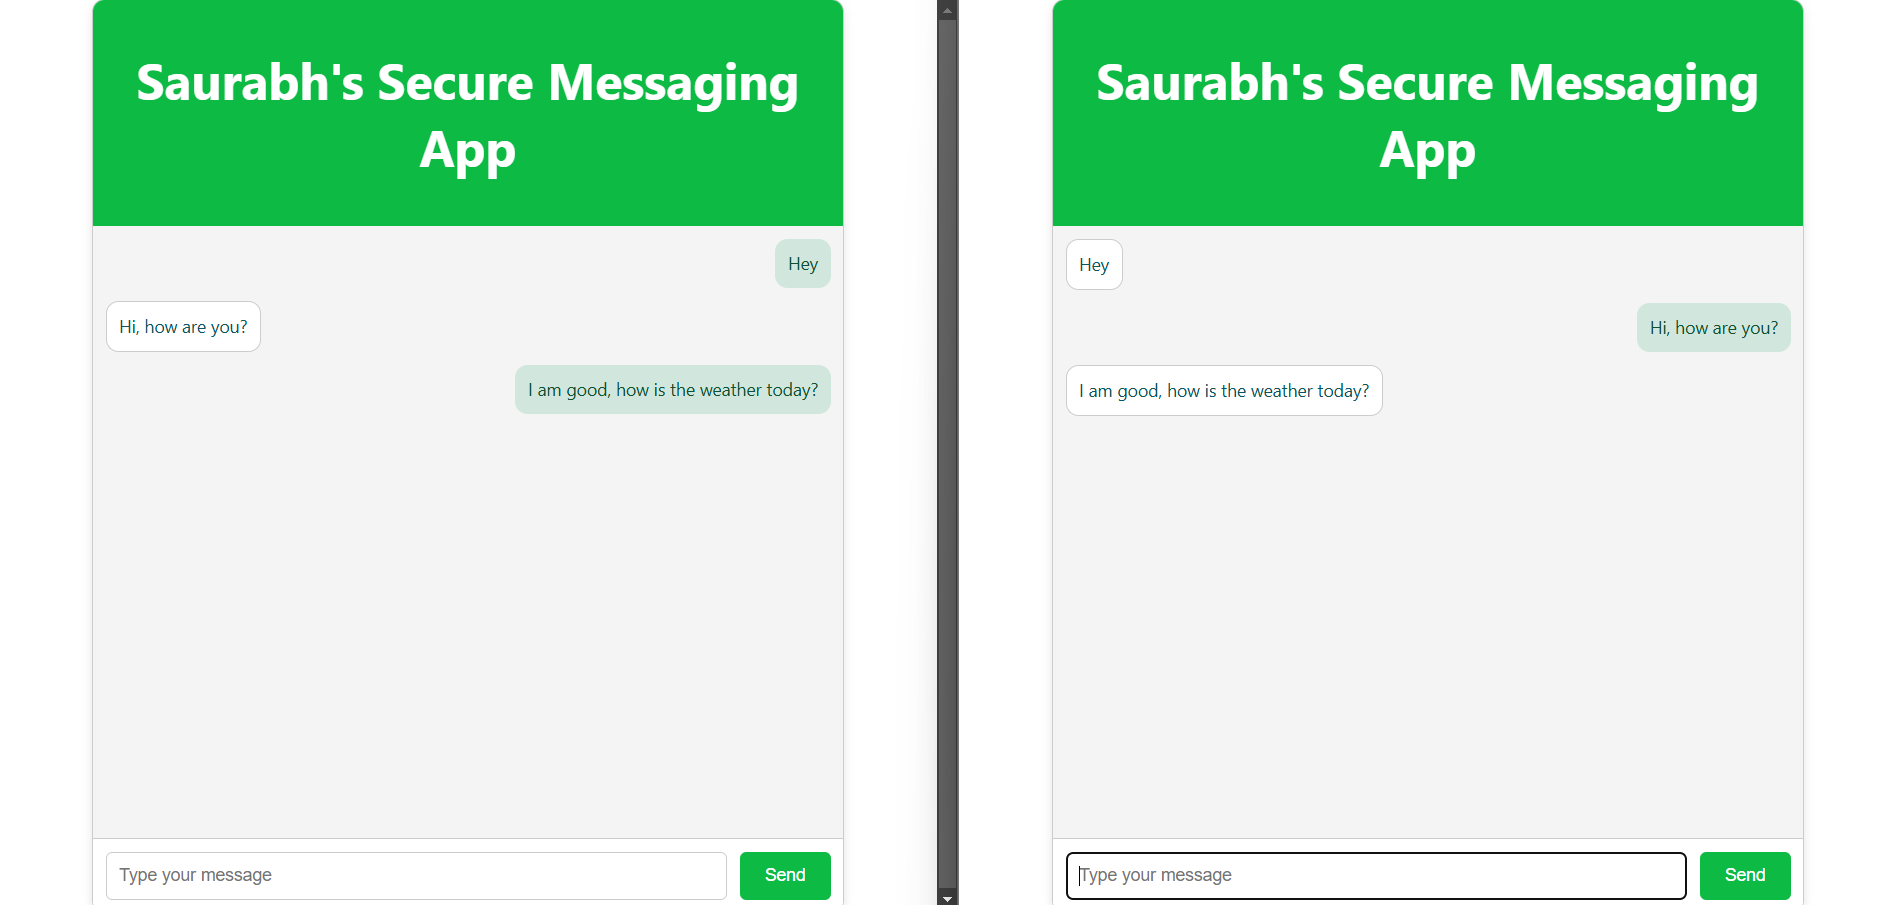 Saurabh's Secure Messaging
App
Hey
Hi, how are you?
I am good, how is the weather today?
Type your message
Send
Saurabh's Secure Messaging
App
Hey
Hi, how are you?
I am good, how is the weather today?
Type your message
Send